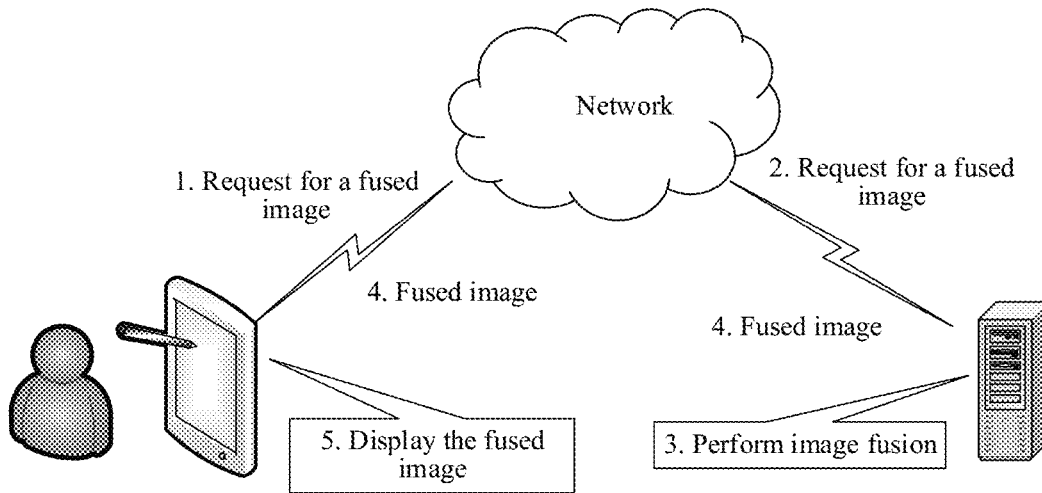 Network
1. Request for a fused
image
2. Request for a fused
image
4. Fused image
4. Fused image
5. Display the fused
image
3. Perform image fusion